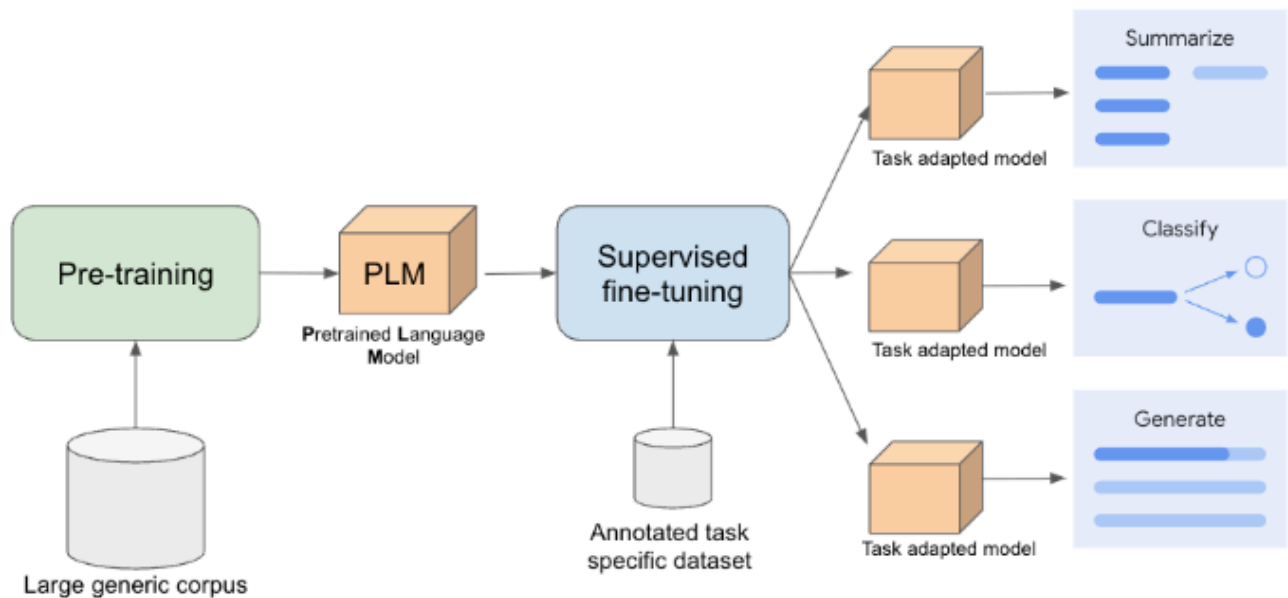 Pre-training
PLM
Pretrained Language
Model
Large generic corpus
Supervised
fine-tuning
Annotated task
specific dataset
Task adapted model
Summarize
Task adapted model
Classify
Task adapted model
Generate